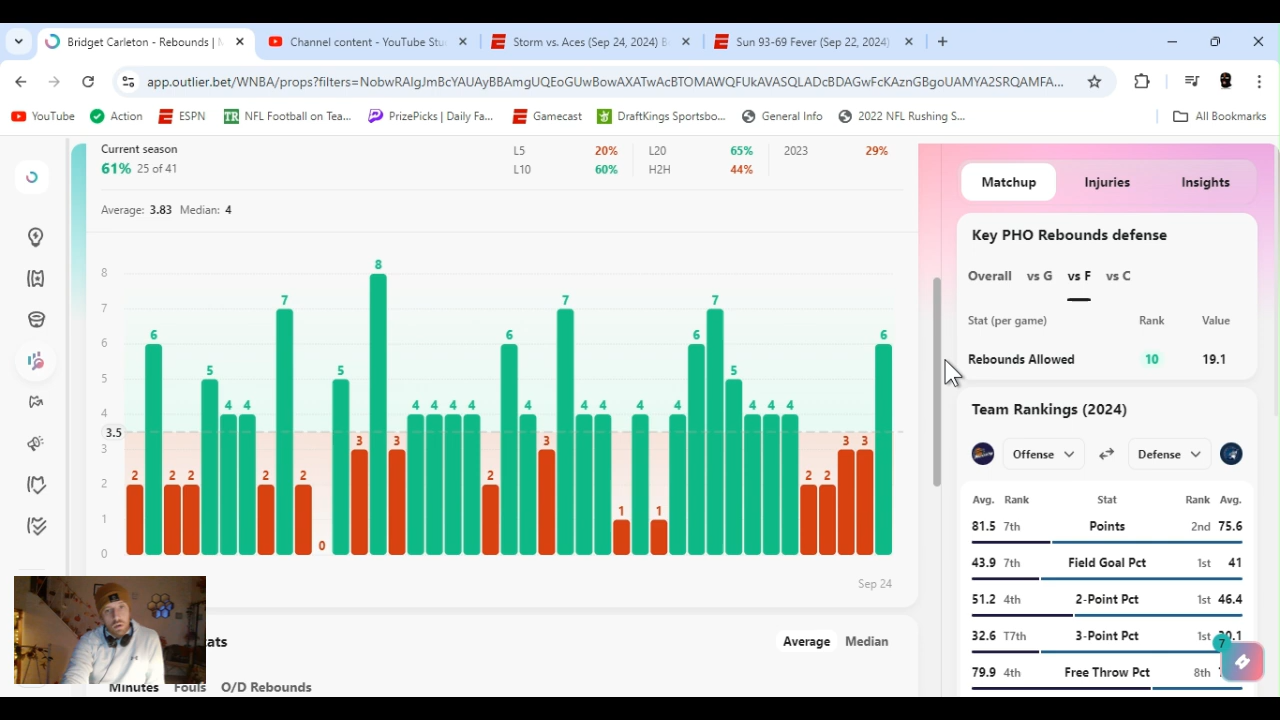 Bridget Carleton - Rebounds | N
Channel content - YouTube Stu
Storm vs. Aces (Sep 24, 2024) B
Sun 93-69 Fever (Sep 22, 2024)
app.outlier.bet/WNBA/props?filters=NobwRAlgJmBcYAUAyBBAmgUQEoGUwBowAXATwAcBTOMAWQFUkAVASQLADcBDAGwFcKAznGBgoUAMYA2SRQAMFA...
YouTube Action ESPN NFL Football on Tea... PrizePicks | Daily Fa... Gamecast DraftKings Sportsbo... General Info 2022 NFL Rushing S... All Bookmarks
Current season
61% 25 of 41
L5 20% L20 65% 2023 29%
L10 60% H2H 44%
Average: 3.83 Median: 4
8
7
6
5
4
3.5
3
2
1
0
2 6 2 2 5 4 4 2 7 2 0 5 3 8 3 4 4 4 4 2 6 4 3 7 4 4 1 4 1 4 6 7 5 4 4 4 2 2 3 3 6
Sep 24
ats
Average Median
Minutes Fouls O/D Rebounds
Matchup Injuries Insights
Key PHO Rebounds defense
Overall vs G vs F vs C
Stat (per game) Rank Value
Rebounds Allowed 10 19.1
Team Rankings (2024)
Offense Defense
Avg. Rank Stat Rank Avg.
81.5 7th Points 2nd 75.6
43.9 7th Field Goal Pct 1st 41
51.2 4th 2-Point Pct 1st 46.4
32.6 T7th 3-Point Pct 1st
7
79.9 4th Free Throw Pct 8th